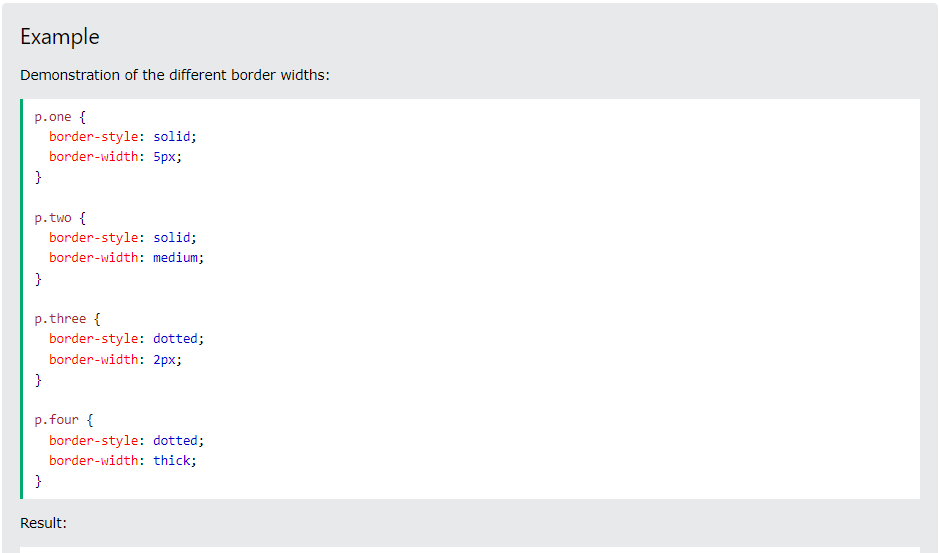 Example
Demonstration of the different border widths:
p.one {
  border-style: solid;
  border-width: 5px;
}
p.two {
  border-style: solid;
  border-width: medium;
}
p.three {
  border-style: dotted;
  border-width: 2px;
}
p.four {
  border-style: dotted;
  border-width: thick;
}
Result: